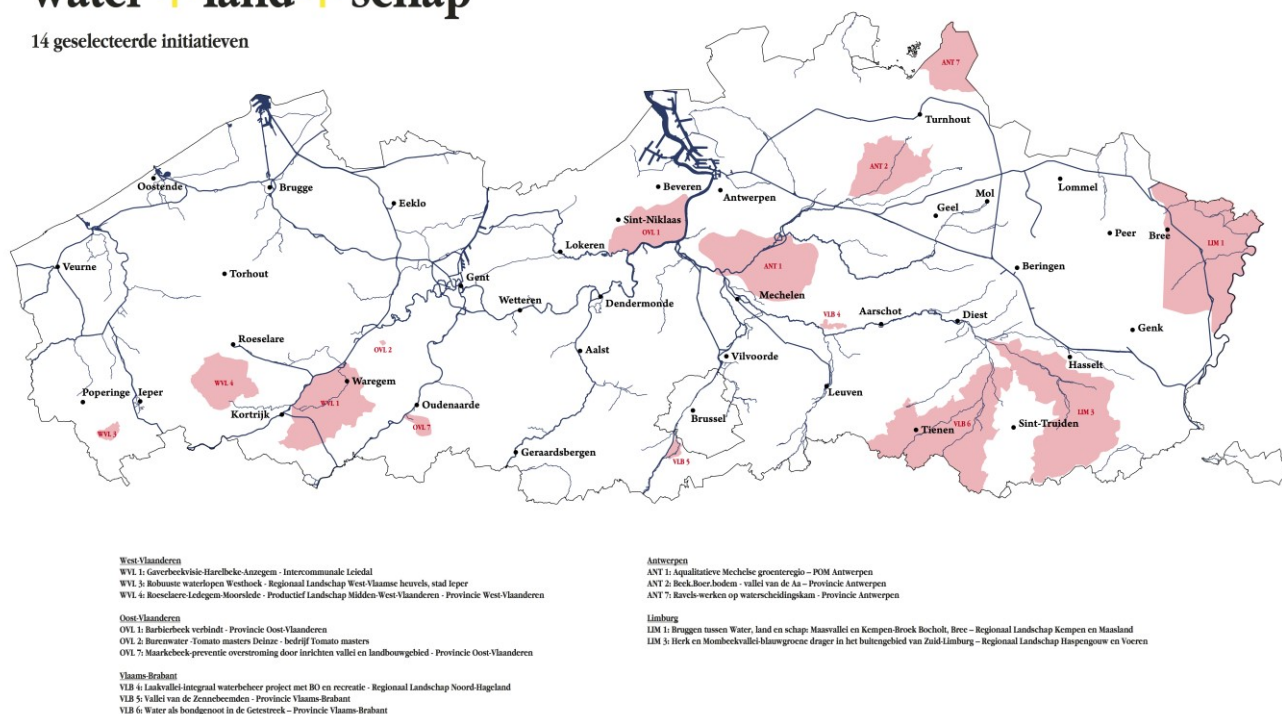 water + land + schap
14 geselecteerde initiatieven
ANT 7
Turnhout
ANT 2
Oostende
Brugge
Eeklo
Beveren
Antwerpen
Sint-Niklaas
OVL 1
Mol
Geel
Lommel
Peer
Bree
LIM 1
Lokeren
Veurne
Torhout
Gent
ANT 1
Beringen
Wetteren
Dendermonde
Mechelen
VLB 4
Aarschot
Diest
Genk
Roeselare
OVL 2
Aalst
Vilvoorde
Hasselt
WVL 4
Waregem
Poperinge
Ieper
Kortrijk
WVL 1
Oudenaarde
OVL 7
Leuven
Brussel
LIM 3
WVL 3
Tienen
VLB 6
Sint-Truiden
Geraardsbergen
VLB 5
West-Vlaanderen
WVL 1: Gaverbeekvisie-Harelbeke-Anzegem - Intercommunale Leiedal
WVL 3: Robuuste waterlopen Westhoek - Regionaal Landschap West-Vlaamse heuvels, stad Ieper
WVL 4: Roeselaere-Ledegem-Moorslede - Productief Landschap Midden-West-Vlaanderen - Provincie West-Vlaanderen
Oost-Vlaanderen
OVL 1: Barbierbeek verbindt - Provincie Oost-Vlaanderen
OVL 2: Burenwater -Tomato masters Deinze - bedrijf Tomato masters
OVL 7: Maarkebeek-preventie overstroming door inrichten vallei en landbouwgebied - Provincie Oost-Vlaanderen
Vlaams-Brabant
VLB 4: Laakvallei-integraal waterbeheer project met BO en recreatie - Regionaal Landschap Noord-Hageland
VLB 5: Vallei van de Zennebeemden - Provincie Vlaams-Brabant
VLB 6: Water als bondgenoot in de Getestreek – Provincie Vlaams-Brabant
Antwerpen
ANT 1: Aqualitatieve Mechelse groenteregio – POM Antwerpen
ANT 2: Beek.Boer.bodem - vallei van de Aa – Provincie Antwerpen
ANT 7: Ravels-werken op waterscheidingskam - Provincie Antwerpen
Limburg
LIM 1: Bruggen tussen Water, land en schap: Maasvallei en Kempen-Broek Bocholt, Bree – Regionaal Landschap Kempen en Maasland
LIM 3: Herk en Mombeekvallei-blauwgroene drager in het buitengebied van Zuid-Limburg – Regionaal Landschap Haspengouw en Voeren